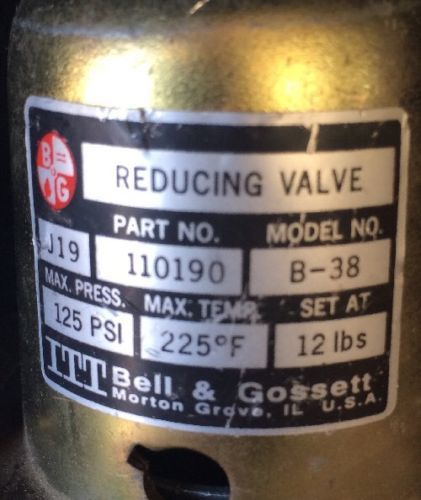 B G
REDUCING VALVE
PART NO. MODEL NO.
J19 110190 B-38
MAX. PRESS. MAX. TEMP. SET AT
125 PSI 225°F 12 lbs
ITT Bell & Gossett
Morton Grove, IL U.S.A.